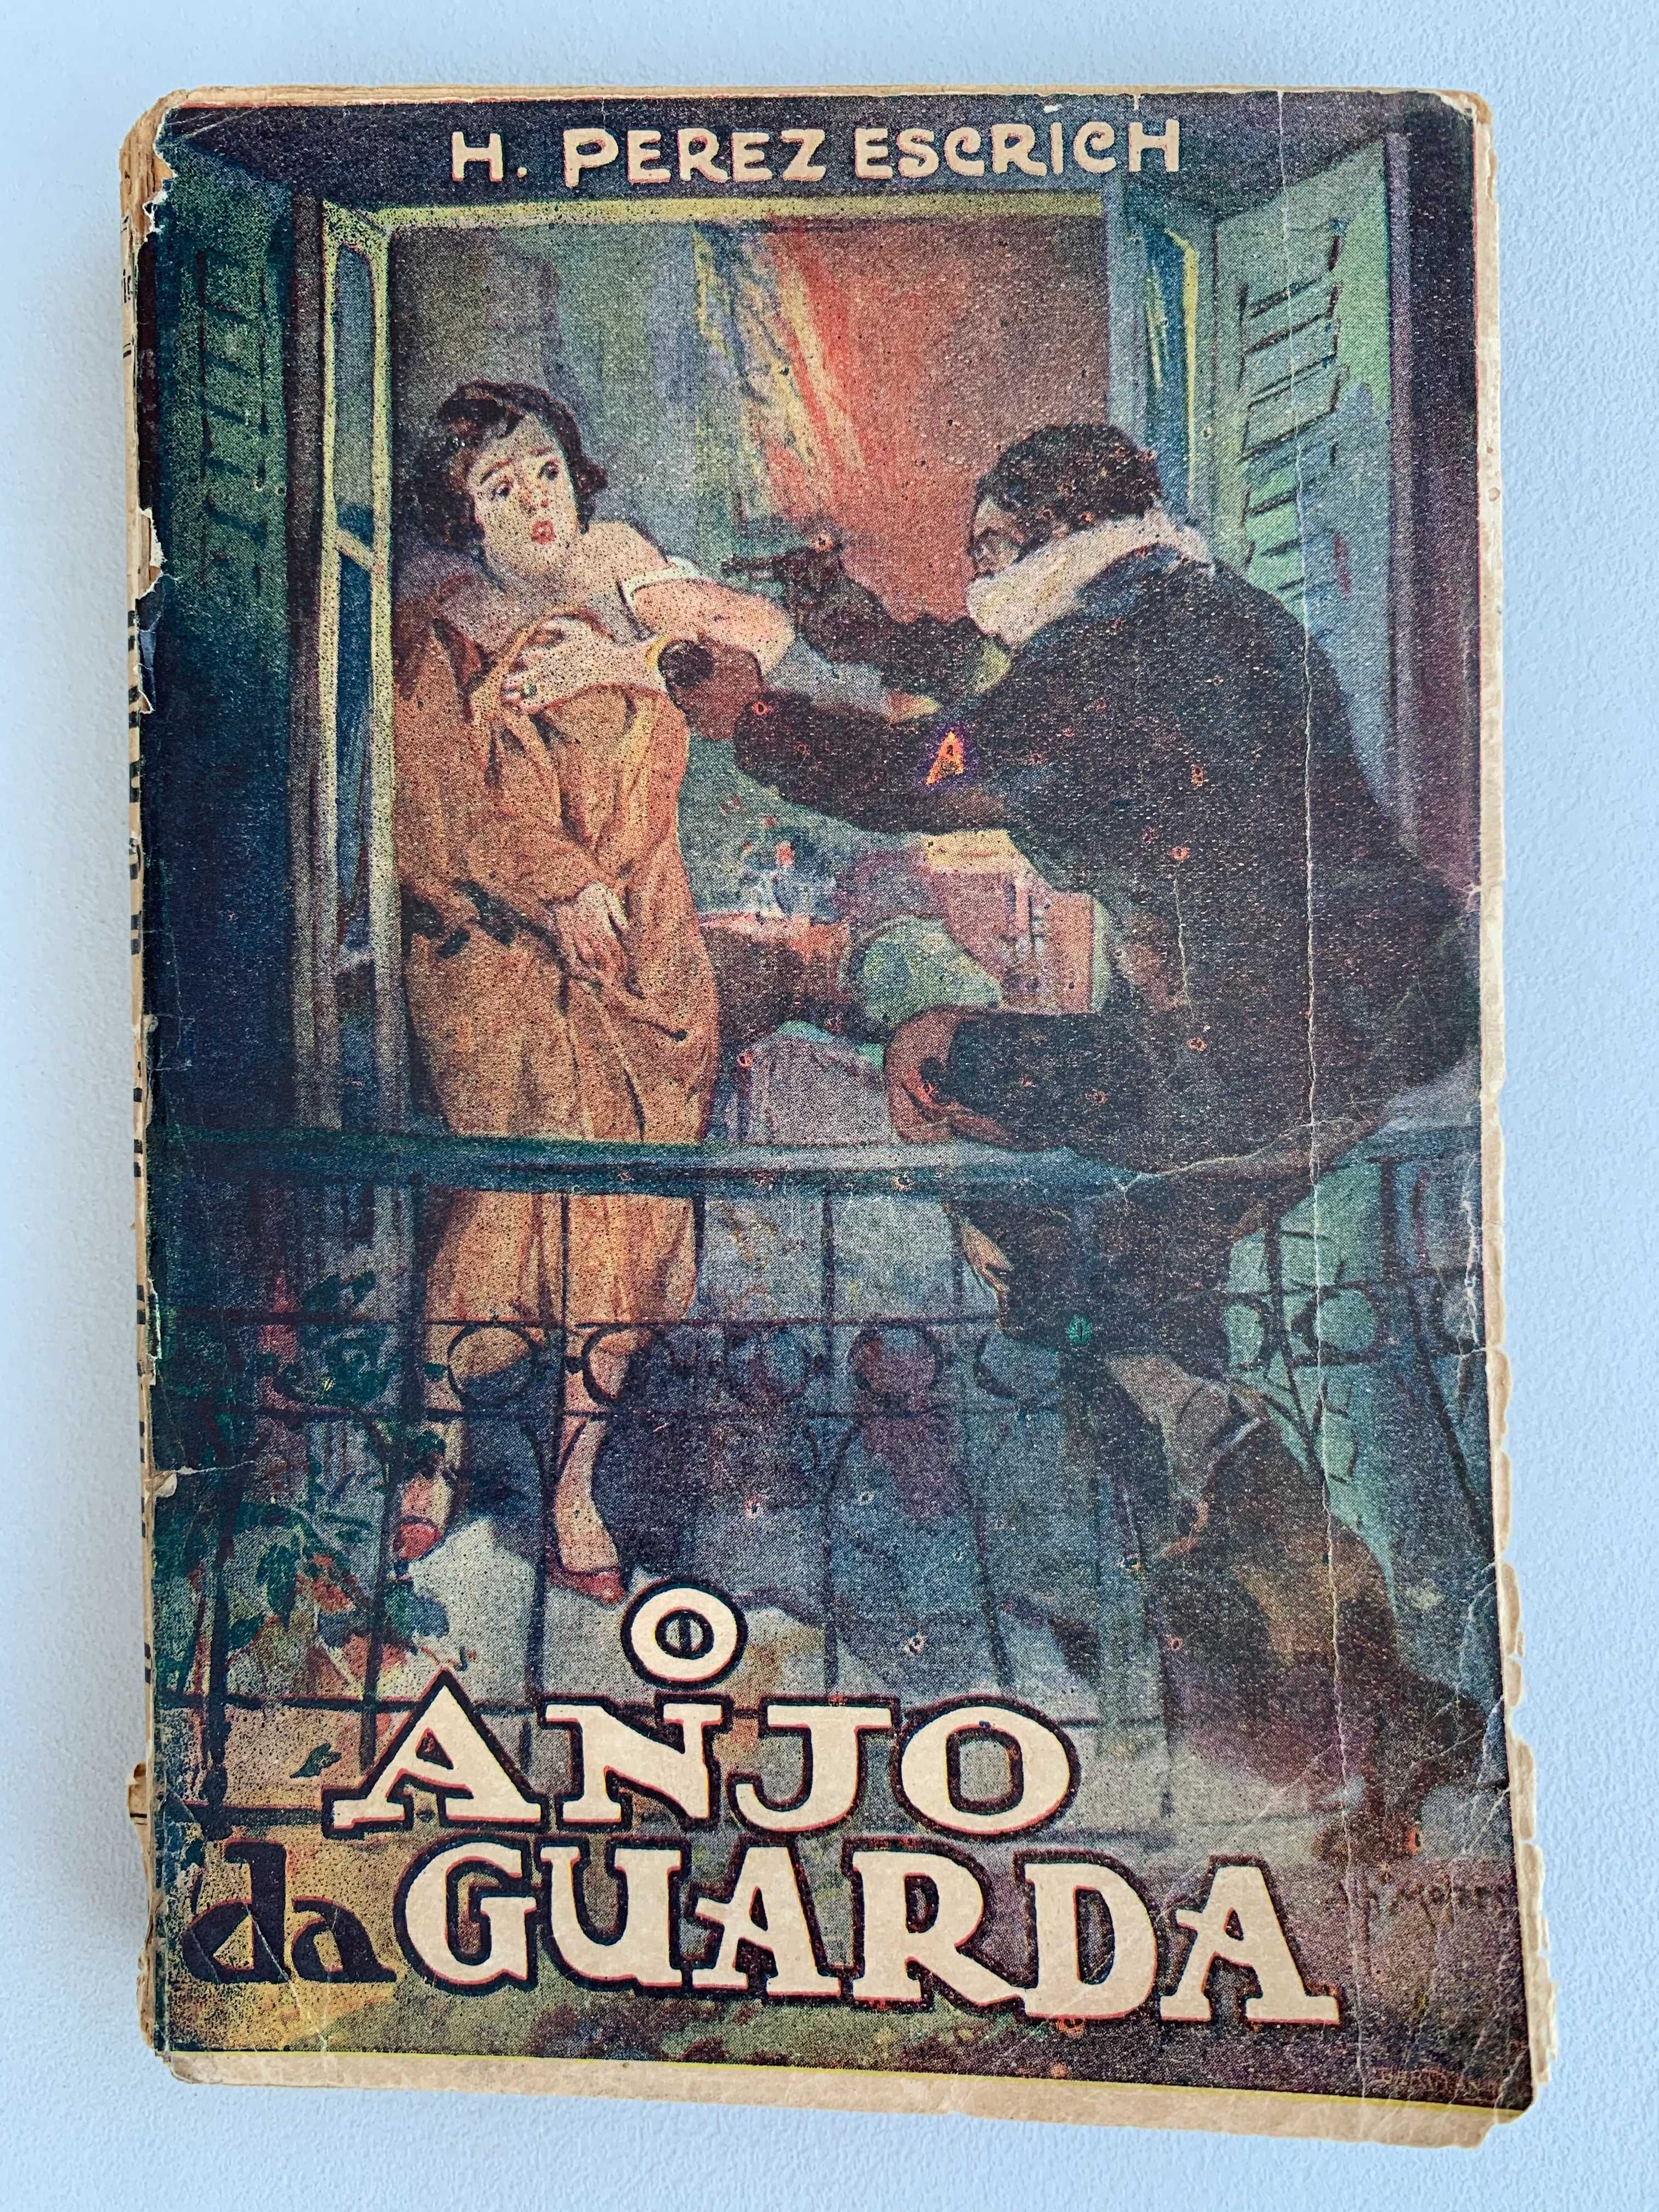 H. PEREZ ESCRICH
O
ANJO
da GUARDA